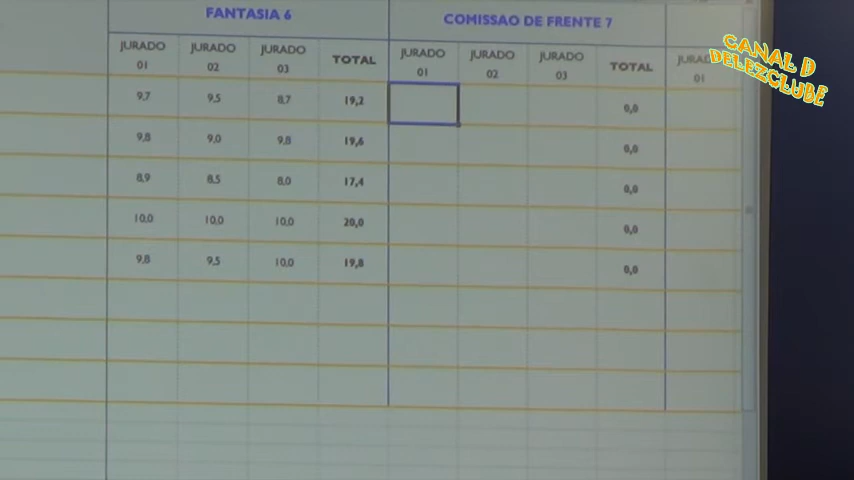 FANTASIA 6 COMISSAO DE FRENTE 7
JURADO 01 JURADO 02 JURADO 03 TOTAL JURADO 01 JURADO 02 JURADO 03 TOTAL 01
9,7 9,5 8,7 19,2 0,0
9,8 9,0 9,8 19,6 0,0
8,9 8,5 8,0 17,4 0,0
10,0 10,0 10,0 20,0 0,0
9,8 9,5 10,0 19,8 0,0
CANAL D
DELEZCLUBE